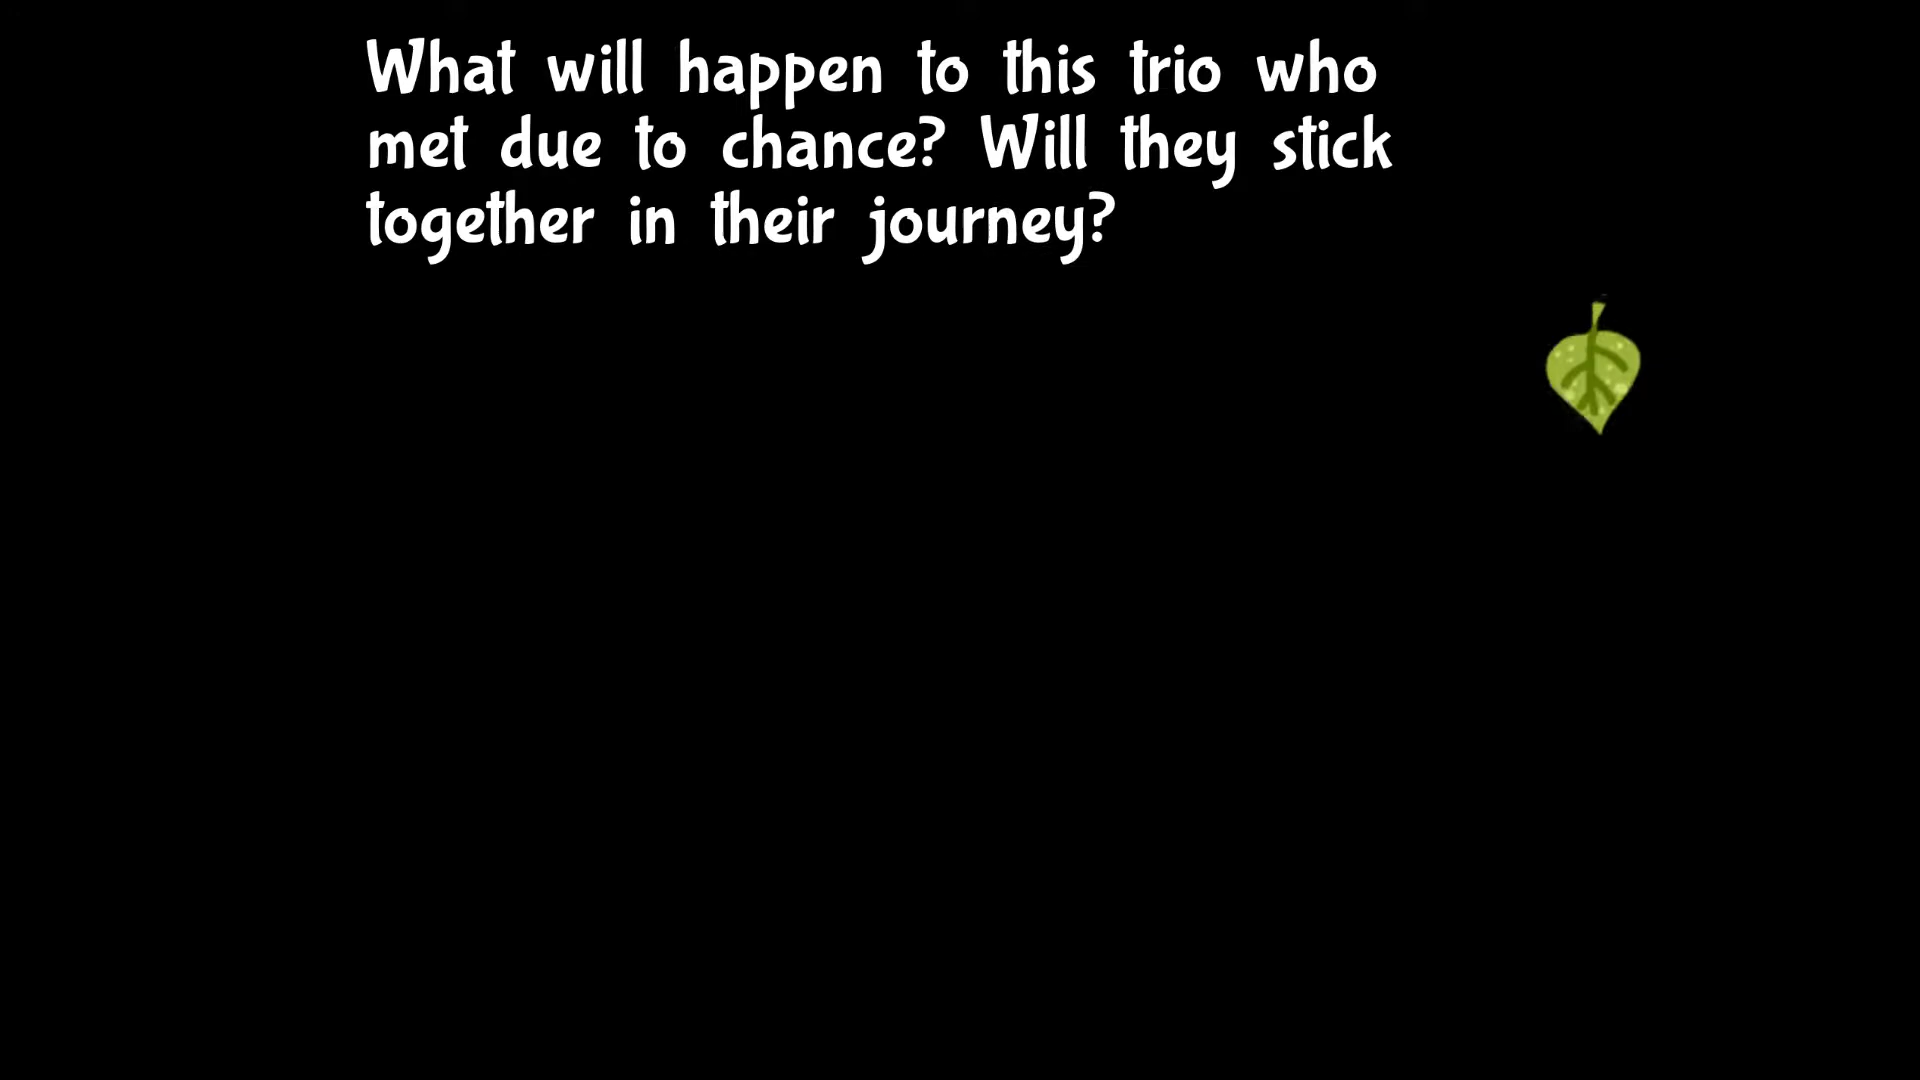 What will happen to this trio who
met due to chance? Will they stick
together in their journey?